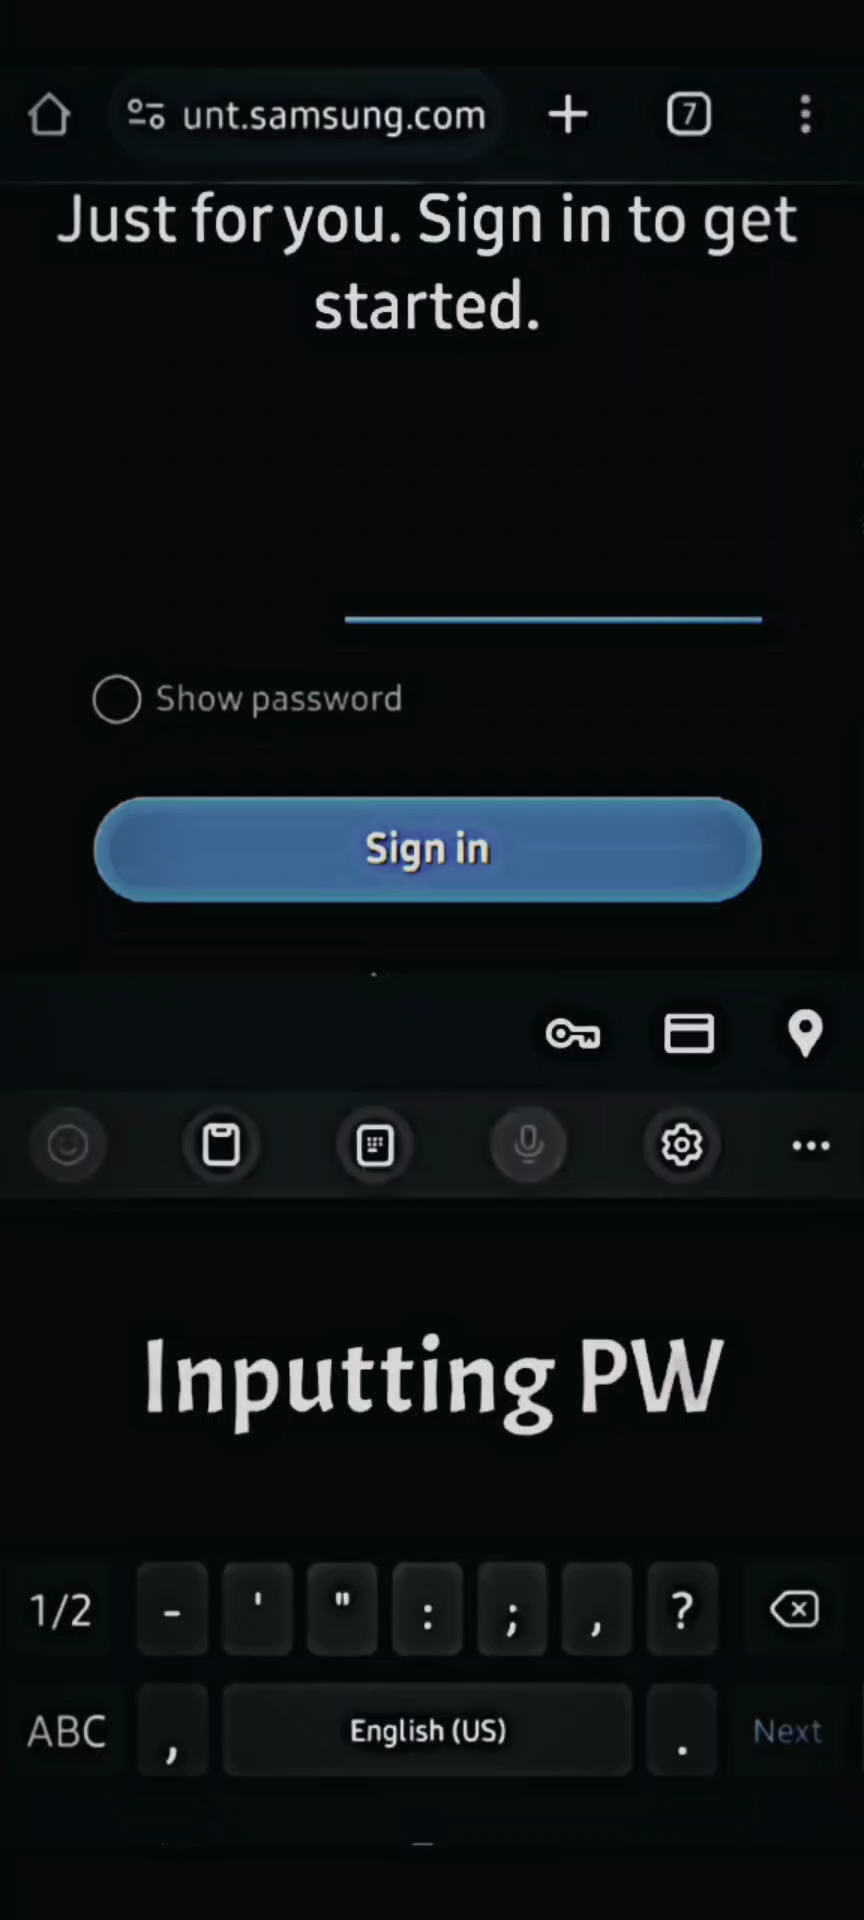 unt.samsung.com
7
Just for you. Sign in to get
started.
Show password
Sign in
Inputting PW
1/2 - ' " : ; , ?
ABC , English (US) . Next